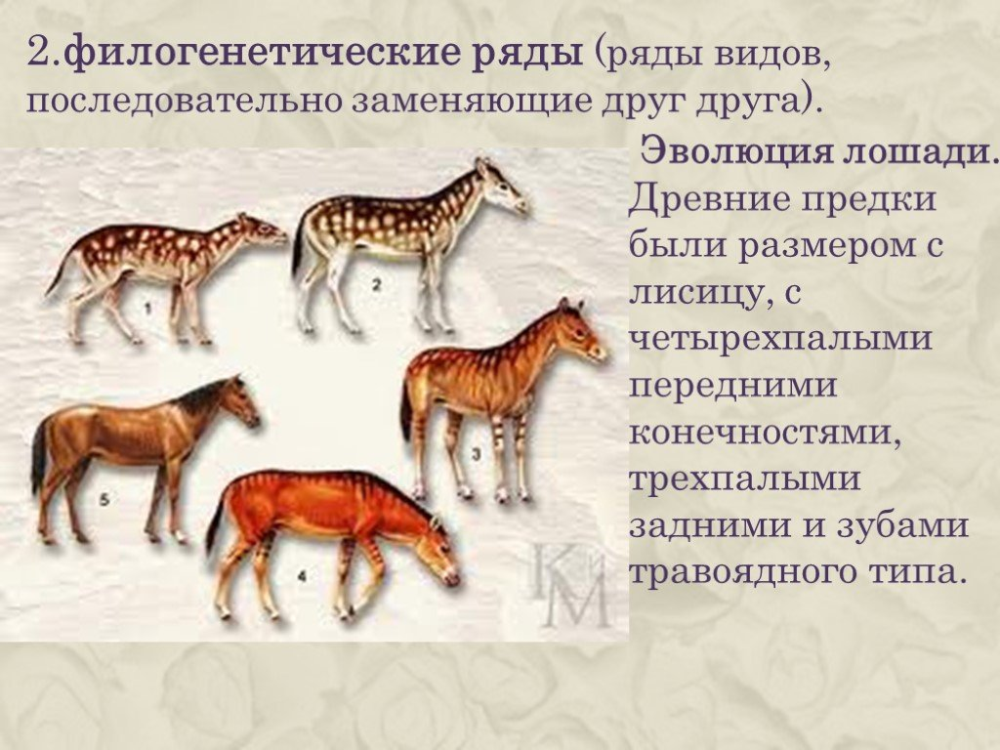 2.филогенетические ряды (ряды видов,
последовательно заменяющие друг друга).
Эволюция лошади.
Древние предки
были размером с
лисицу, с
четырехпалыми
передними
конечностями,
трехпалыми
задними и зубами
травоядного типа.
1
2
3
4
5
КиМ